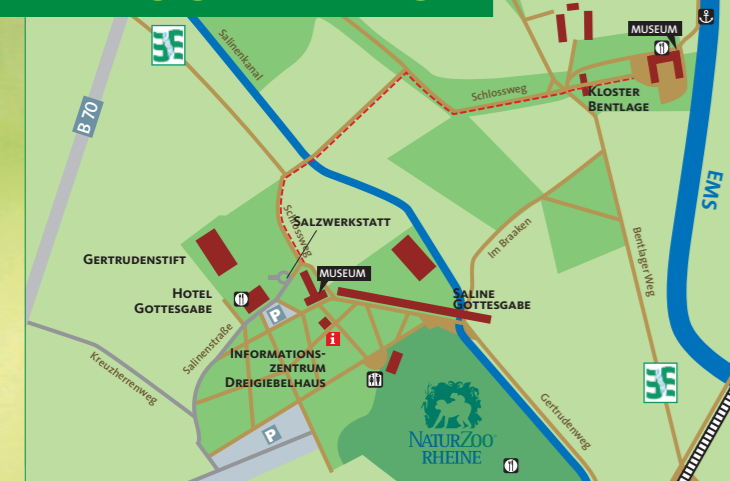 MUSEUM
Salinenkanal
B 70
Schlossweg
KLOSTER
BENTLAGE
EMS
Schlossweg
SALZWERKSTATT
Im Braaken
Bentlager Weg
GERTRUDENSTIFT
MUSEUM
HOTEL
GOTTESGABE
SALINE
GOTTESGABE
P
Salinenstraße
i
INFORMATIONS-
ZENTRUM
DREIGIEBELHAUS
Kreuzherrenweg
Gertrudenweg
P
NATURZOO
RHEINE